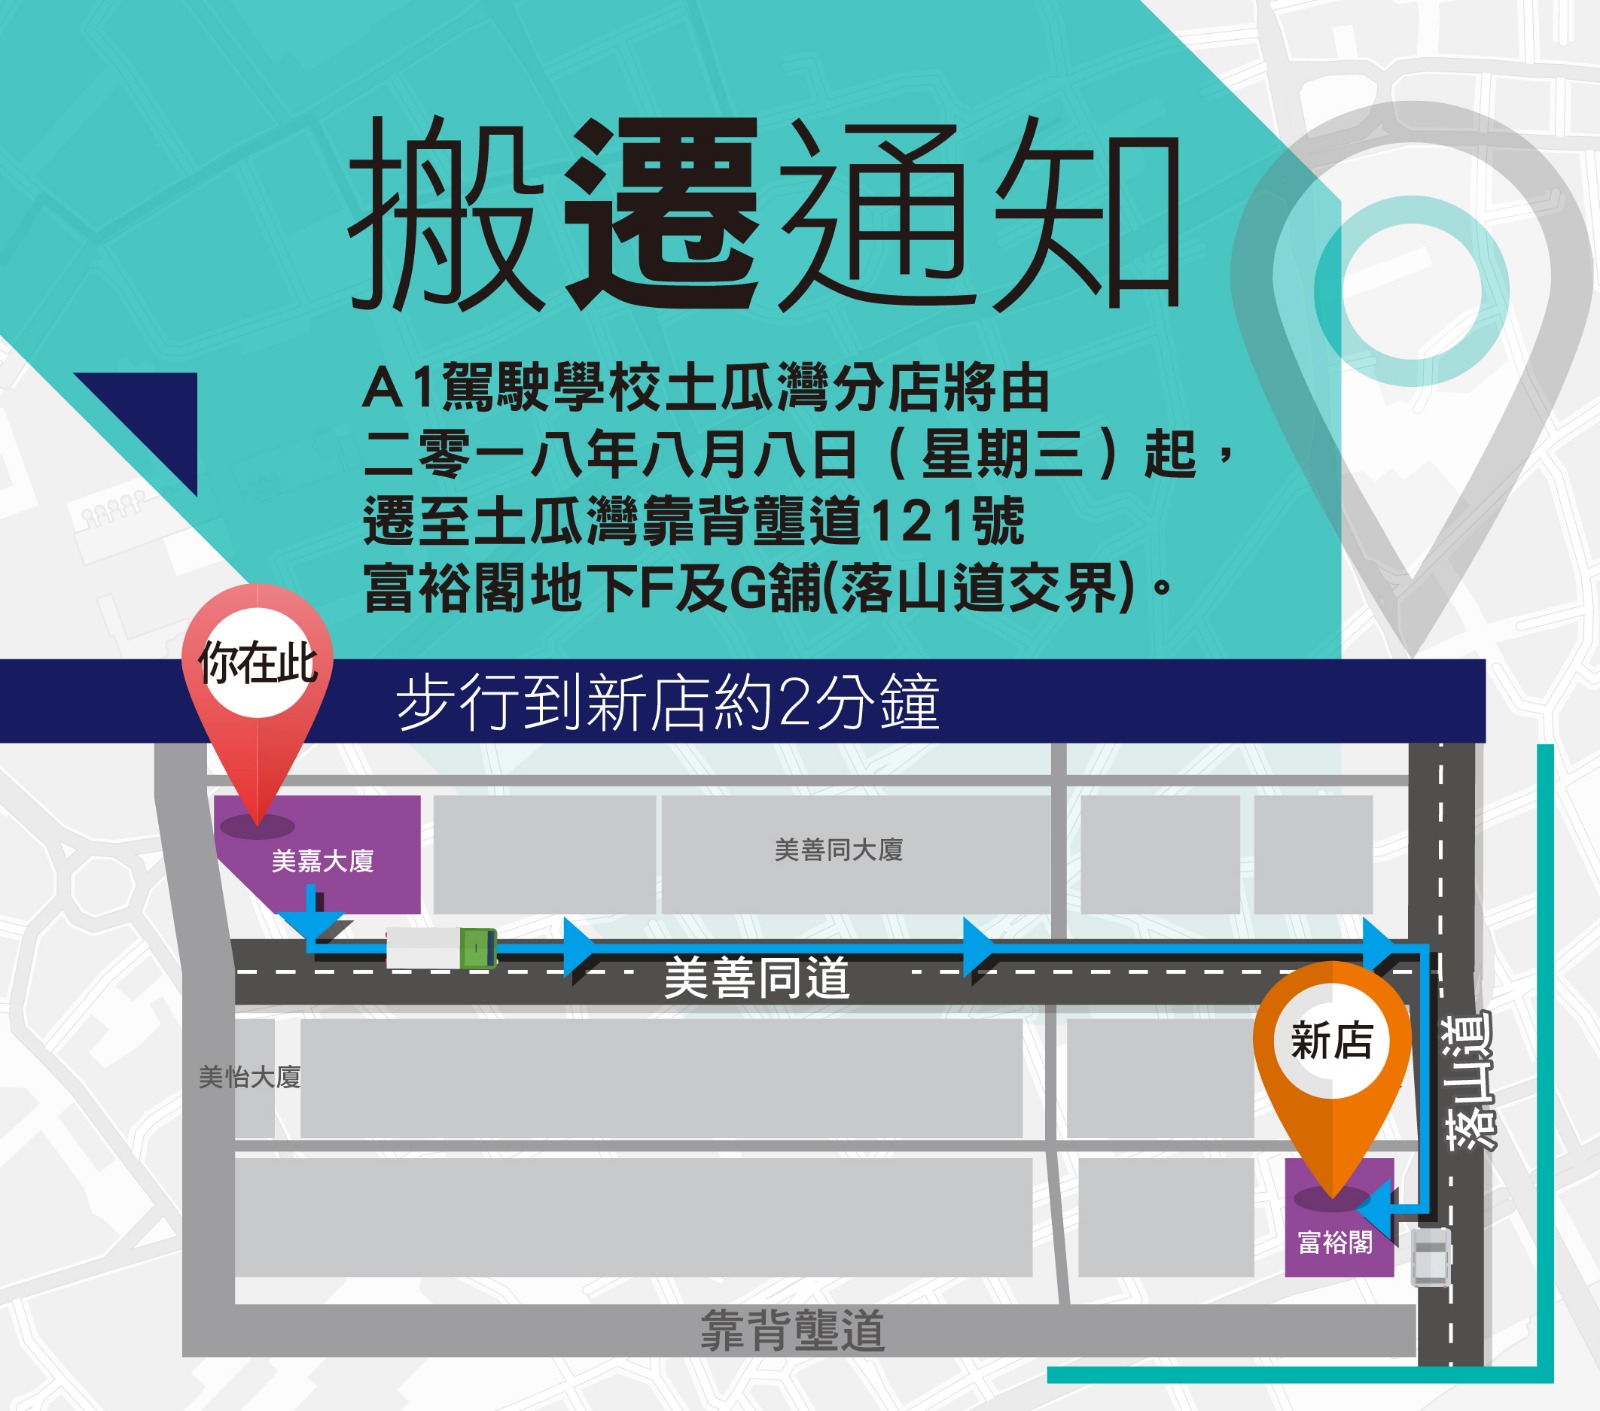 搬遷通知
A1駕駛學校土瓜灣分店將由
二零一八年八月八日（星期三）起，
遷至土瓜灣靠背壟道121號
富裕閣地下F及G舖(落山道交界)。
你在此
步行到新店約2分鐘
美嘉大廈
美善同大廈
美善同道
新店
落山道
美怡大廈
富裕閣
靠背壟道